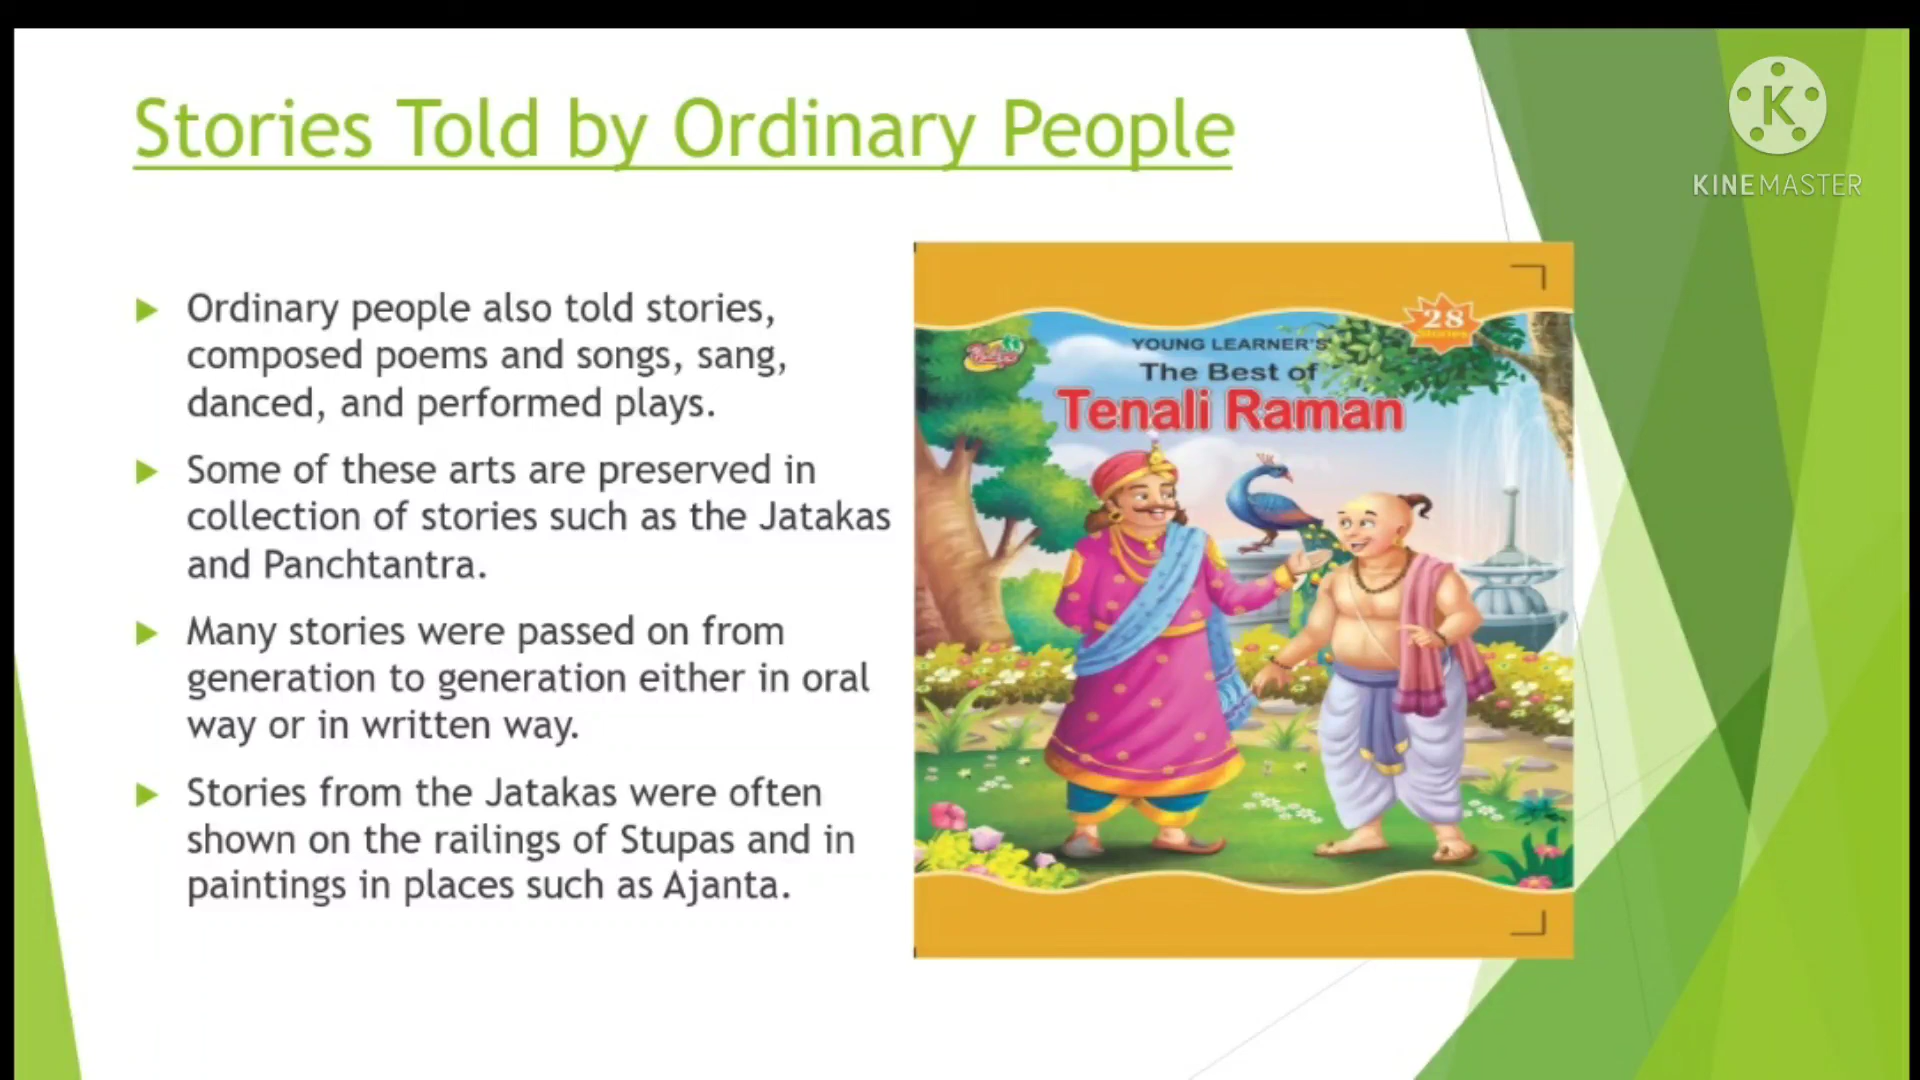 Stories Told by Ordinary People
K
KINEMASTER
Ordinary people also told stories,
composed poems and songs, sang,
danced, and performed plays.
Some of these arts are preserved in
collection of stories such as the Jatakas
and Panchtantra.
Many stories were passed on from
generation to generation either in oral
way or in written way.
Stories from the Jatakas were often
shown on the railings of Stupas and in
paintings in places such as Ajanta.
28
Stories
YOUNG LEARNER'S
The Best of
Tenali Raman